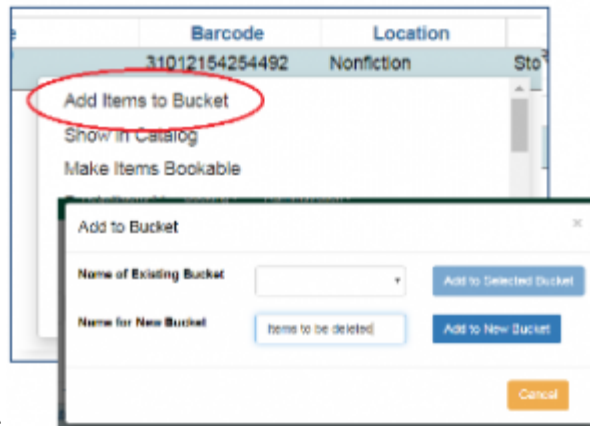 Barcode Location
31012154254492 Nonfiction Sto
Add Items to Bucket
Show in Catalog
Make Items Bookable
Add to Bucket ×
Name of Existing Bucket Add to Selected Bucket
Name for New Bucket Items to be deleted Add to New Bucket
Cancel